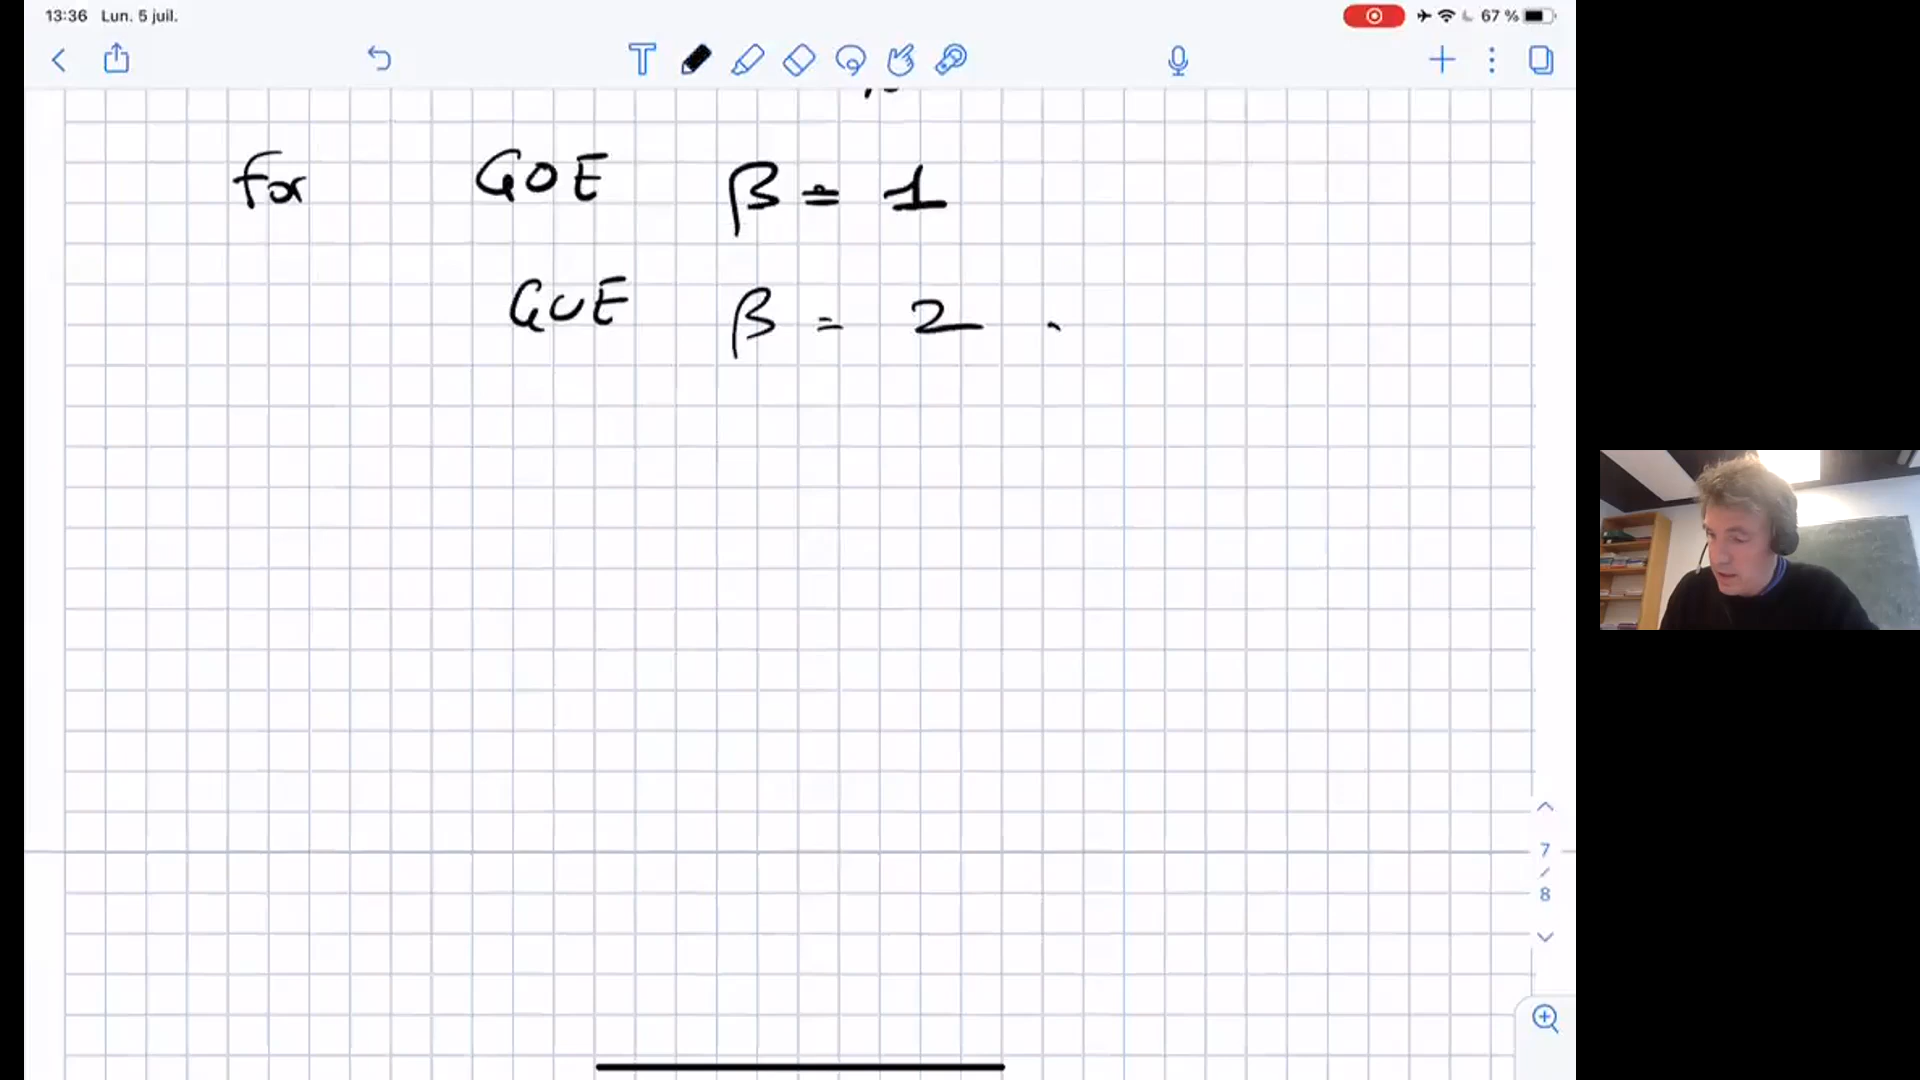 13:36 Lun. 5 juil.
67 %
T
for GOE β = 1
GUE β = 2 .
7
8